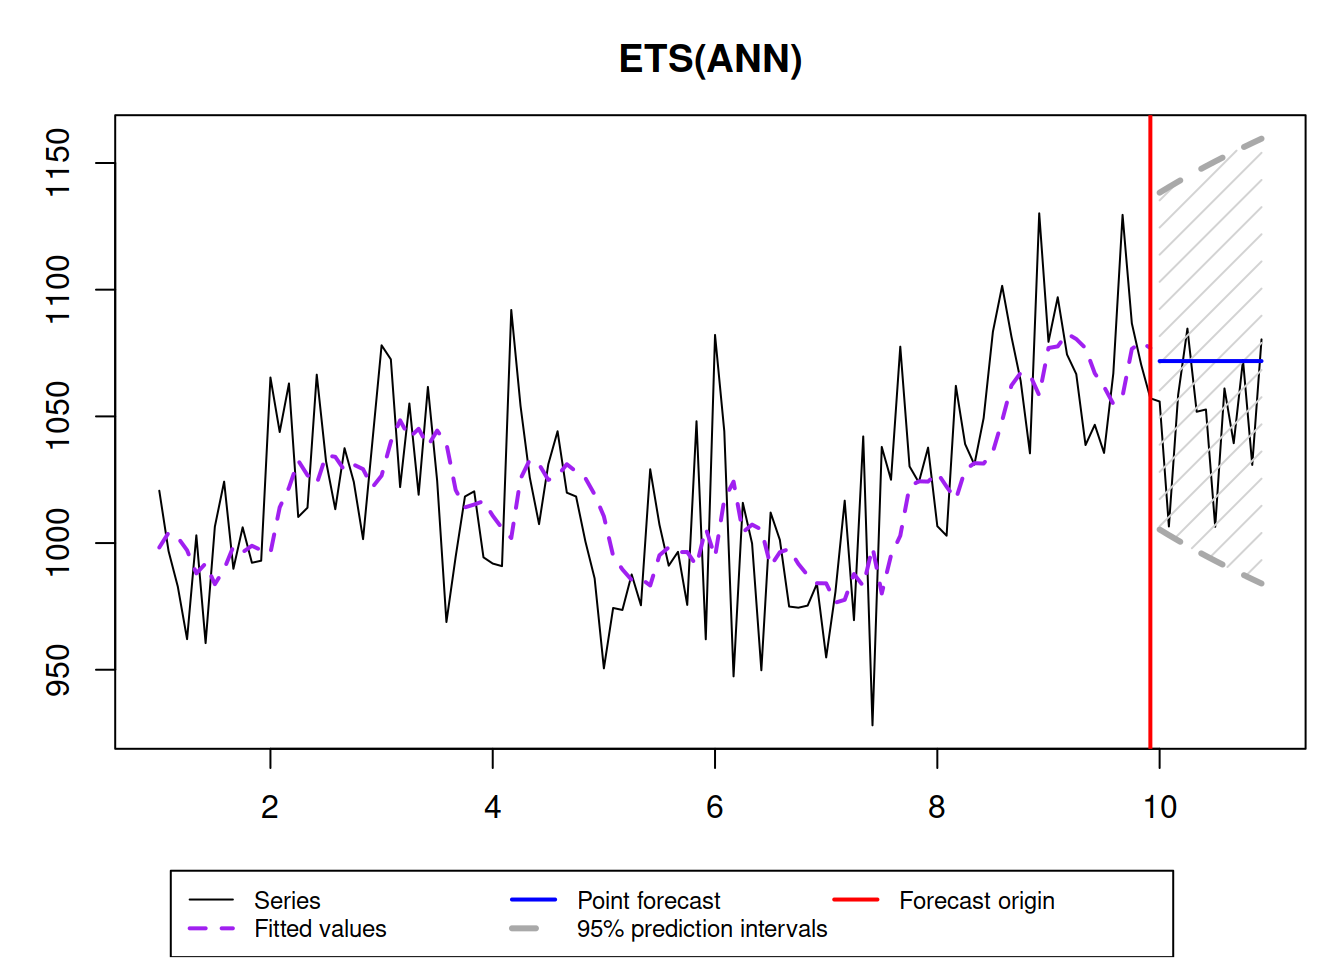 ETS(ANN)
1150
1100
1050
1000
950
2 4 6 8 10
Series Point forecast Forecast origin
Fitted values 95% prediction intervals